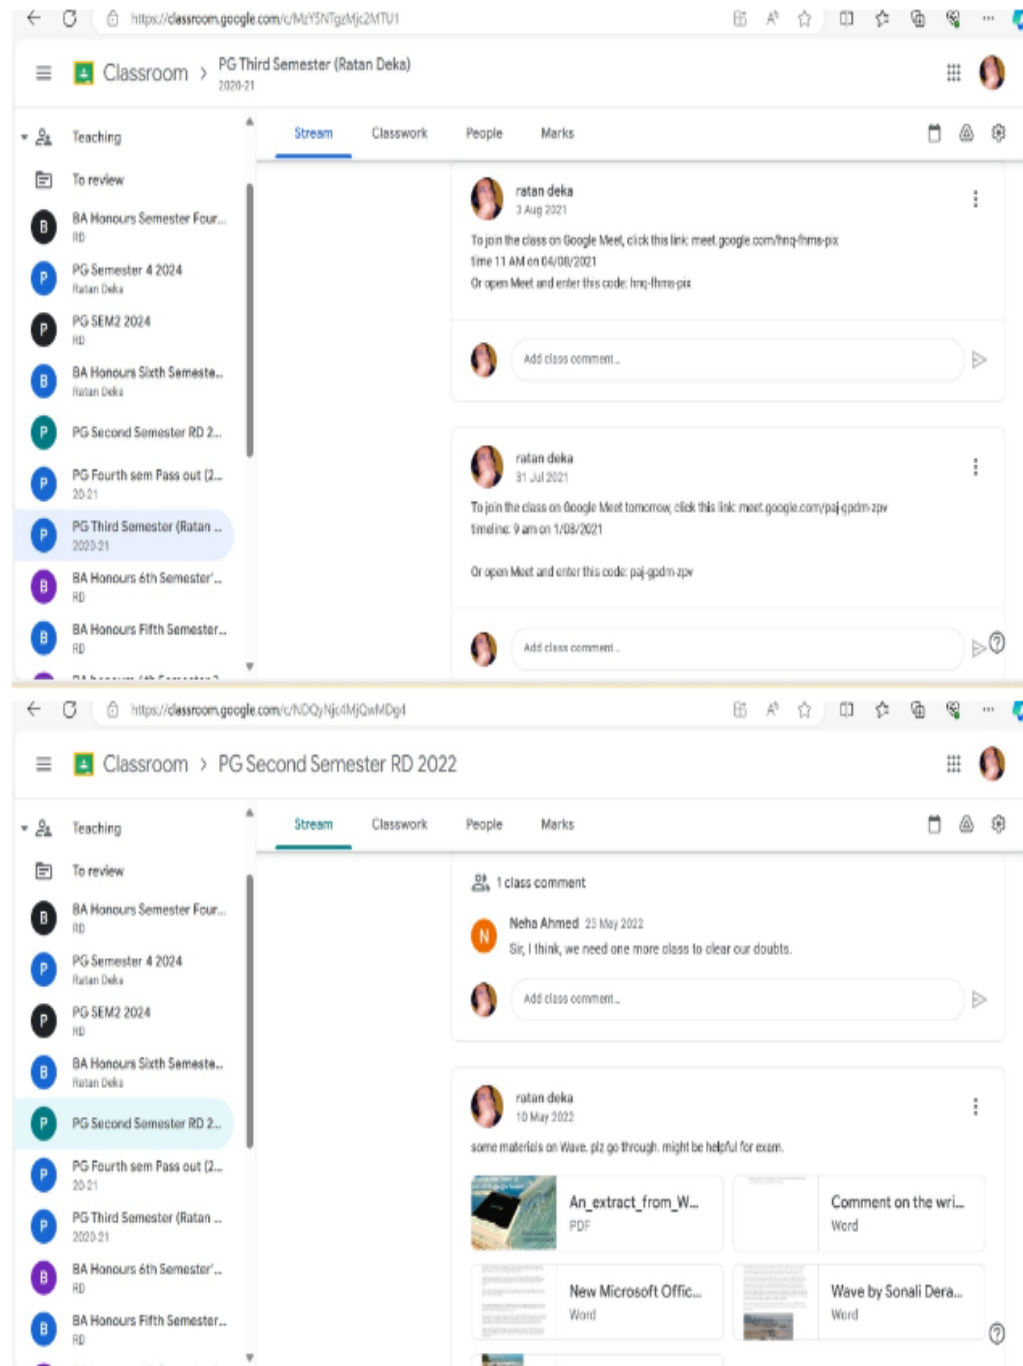 https://classroom.google.com/c/MzY5NTgzMjc2MTU1
Classroom > PG Third Semester (Ratan Deka)
2020-21
Teaching
Stream Classwork People Marks
To review
BA Honours Semester Four...
RD
PG Semester 4 2024
Ratan Deka
PG SEM2 2024
RD
BA Honours Sixth Semeste...
Ratan Deka
PG Second Semester RD 2...
PG Fourth sem Pass out (2...
20-21
PG Third Semester (Ratan ...
2020-21
BA Honours 6th Semester'...
RD
BA Honours Fifth Semester...
RD
ratan deka
3 Aug 2021
To join the class on Google Meet, click this link: meet.google.com/hnq-fhms-pix
time 11 AM on 04/08/2021
Or open Meet and enter this code: hnq-fhms-pix
Add class comment...
ratan deka
31 Jul 2021
To join the class on Google Meet tomorrow, click this link: meet.google.com/paj-gpdm-zpv
timeline: 9 am on 1/08/2021
Or open Meet and enter this code: paj-gpdm-zpv
Add class comment...
https://classroom.google.com/c/NDQyNjc4MjQwMDg4
Classroom > PG Second Semester RD 2022
Teaching
Stream Classwork People Marks
To review
BA Honours Semester Four...
RD
PG Semester 4 2024
Ratan Deka
PG SEM2 2024
RD
BA Honours Sixth Semeste...
Ratan Deka
PG Second Semester RD 2...
PG Fourth sem Pass out (2...
20-21
PG Third Semester (Ratan ...
2020-21
BA Honours 6th Semester'...
RD
BA Honours Fifth Semester...
RD
1 class comment
Neha Ahmed 23 May 2022
Sir, I think, we need one more class to clear our doubts.
Add class comment...
ratan deka
10 May 2022
some materials on Wave. plz go through. might be helpful for exam.
An_extract_from_W...
PDF
Comment on the wri...
Word
New Microsoft Offic...
Word
Wave by Sonali Dera...
Word